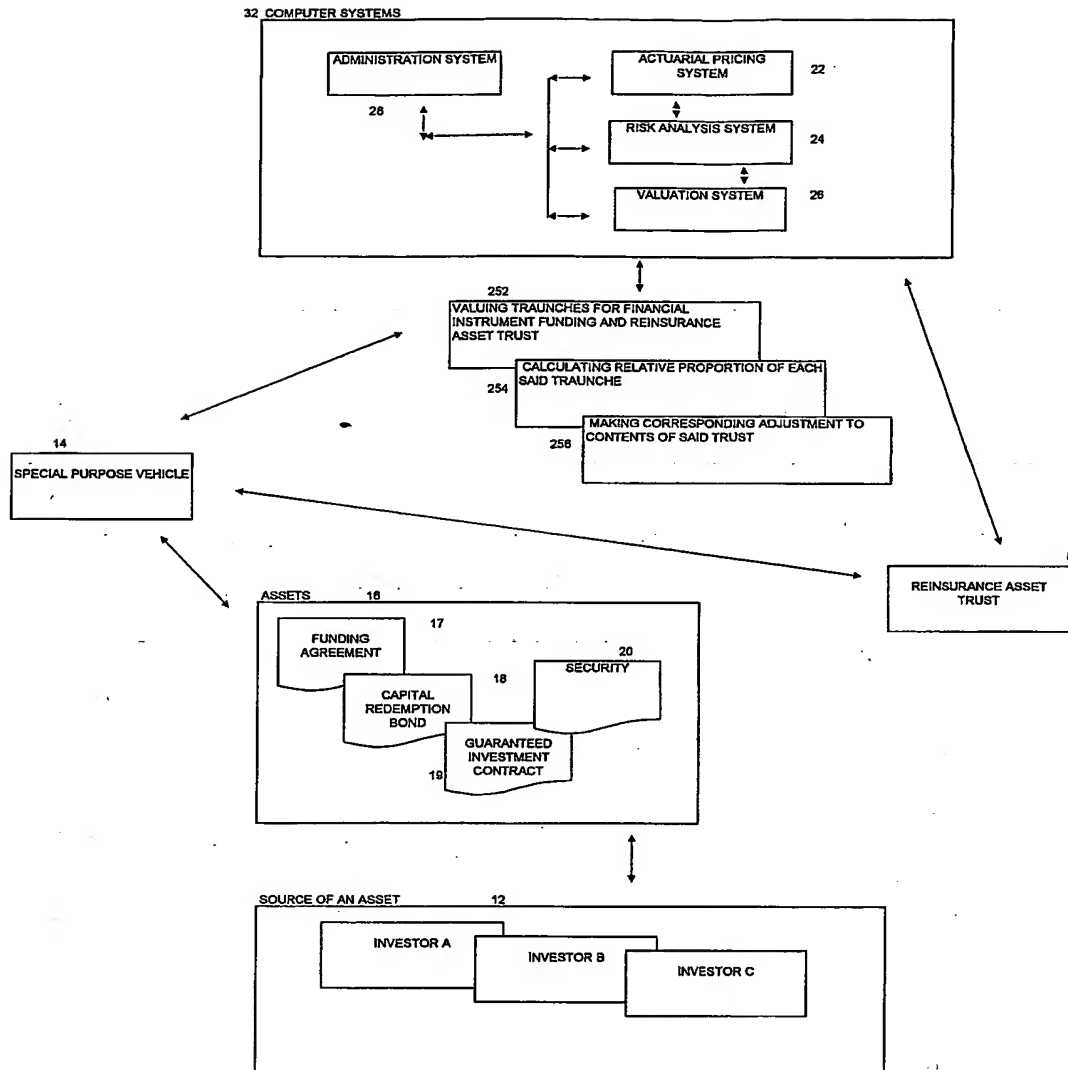 32 COMPUTER SYSTEMS
ADMINISTRATION SYSTEM
28
ACTUARIAL PRICING
SYSTEM
22
RISK ANALYSIS SYSTEM
24
VALUATION SYSTEM
26
252
VALUING TRAUNCHES FOR FINANCIAL
INSTRUMENT FUNDING AND REINSURANCE
ASSET TRUST
CALCULATING RELATIVE PROPORTION OF EACH
SAID TRAUNCHE
254
MAKING CORRESPONDING ADJUSTMENT TO
CONTENTS OF SAID TRUST
256
14
SPECIAL PURPOSE VEHICLE
REINSURANCE ASSET
TRUST
ASSETS 16
17
FUNDING
AGREEMENT
18
CAPITAL
REDEMPTION
BOND
20
SECURITY
GUARANTEED
INVESTMENT
CONTRACT
19
SOURCE OF AN ASSET 12
INVESTOR A
INVESTOR B
INVESTOR C